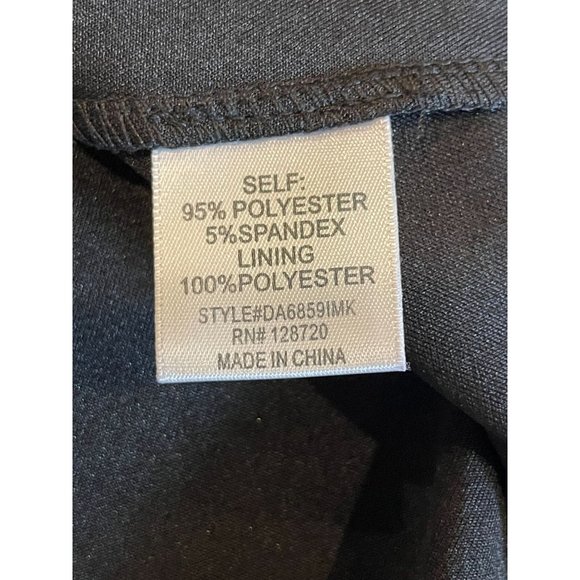 SELF:
95% POLYESTER
5%SPANDEX
LINING
100%POLYESTER
STYLE#DA6859IMK
RN# 128720
MADE IN CHINA